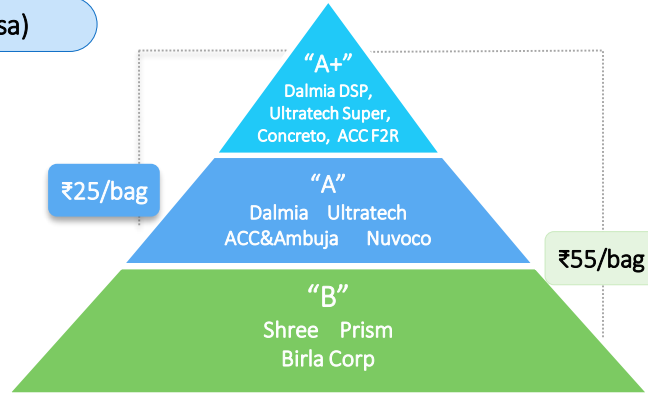 sa)
“A+”
Dalmia DSP,
Ultratech Super,
Concreto, ACC F2R
₹25/bag
“A”
Dalmia Ultratech
ACC&Ambuja Nuvoco
₹55/bag
“B”
Shree Prism
Birla Corp